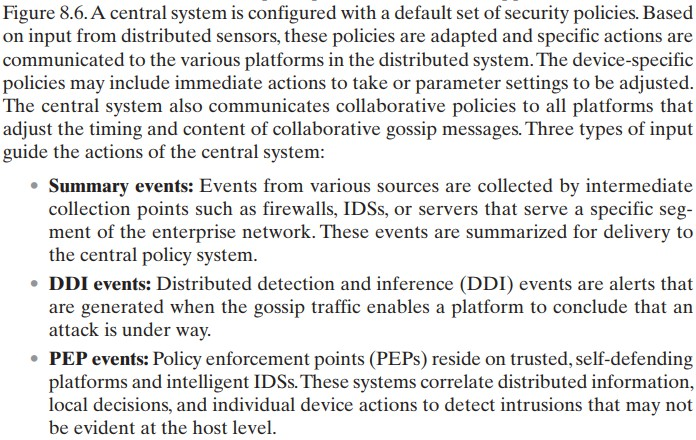 Figure 8.6. A central system is configured with a default set of security policies. Based
on input from distributed sensors, these policies are adapted and specific actions are
communicated to the various platforms in the distributed system. The device-specific
policies may include immediate actions to take or parameter settings to be adjusted.
The central system also communicates collaborative policies to all platforms that
adjust the timing and content of collaborative gossip messages. Three types of input
guide the actions of the central system:
• Summary events: Events from various sources are collected by intermediate
collection points such as firewalls, IDSs, or servers that serve a specific seg-
ment of the enterprise network. These events are summarized for delivery to
the central policy system.
• DDI events: Distributed detection and inference (DDI) events are alerts that
are generated when the gossip traffic enables a platform to conclude that an
attack is under way.
• PEP events: Policy enforcement points (PEPs) reside on trusted, self-defending
platforms and intelligent IDSs. These systems correlate distributed information,
local decisions, and individual device actions to detect intrusions that may not
be evident at the host level.